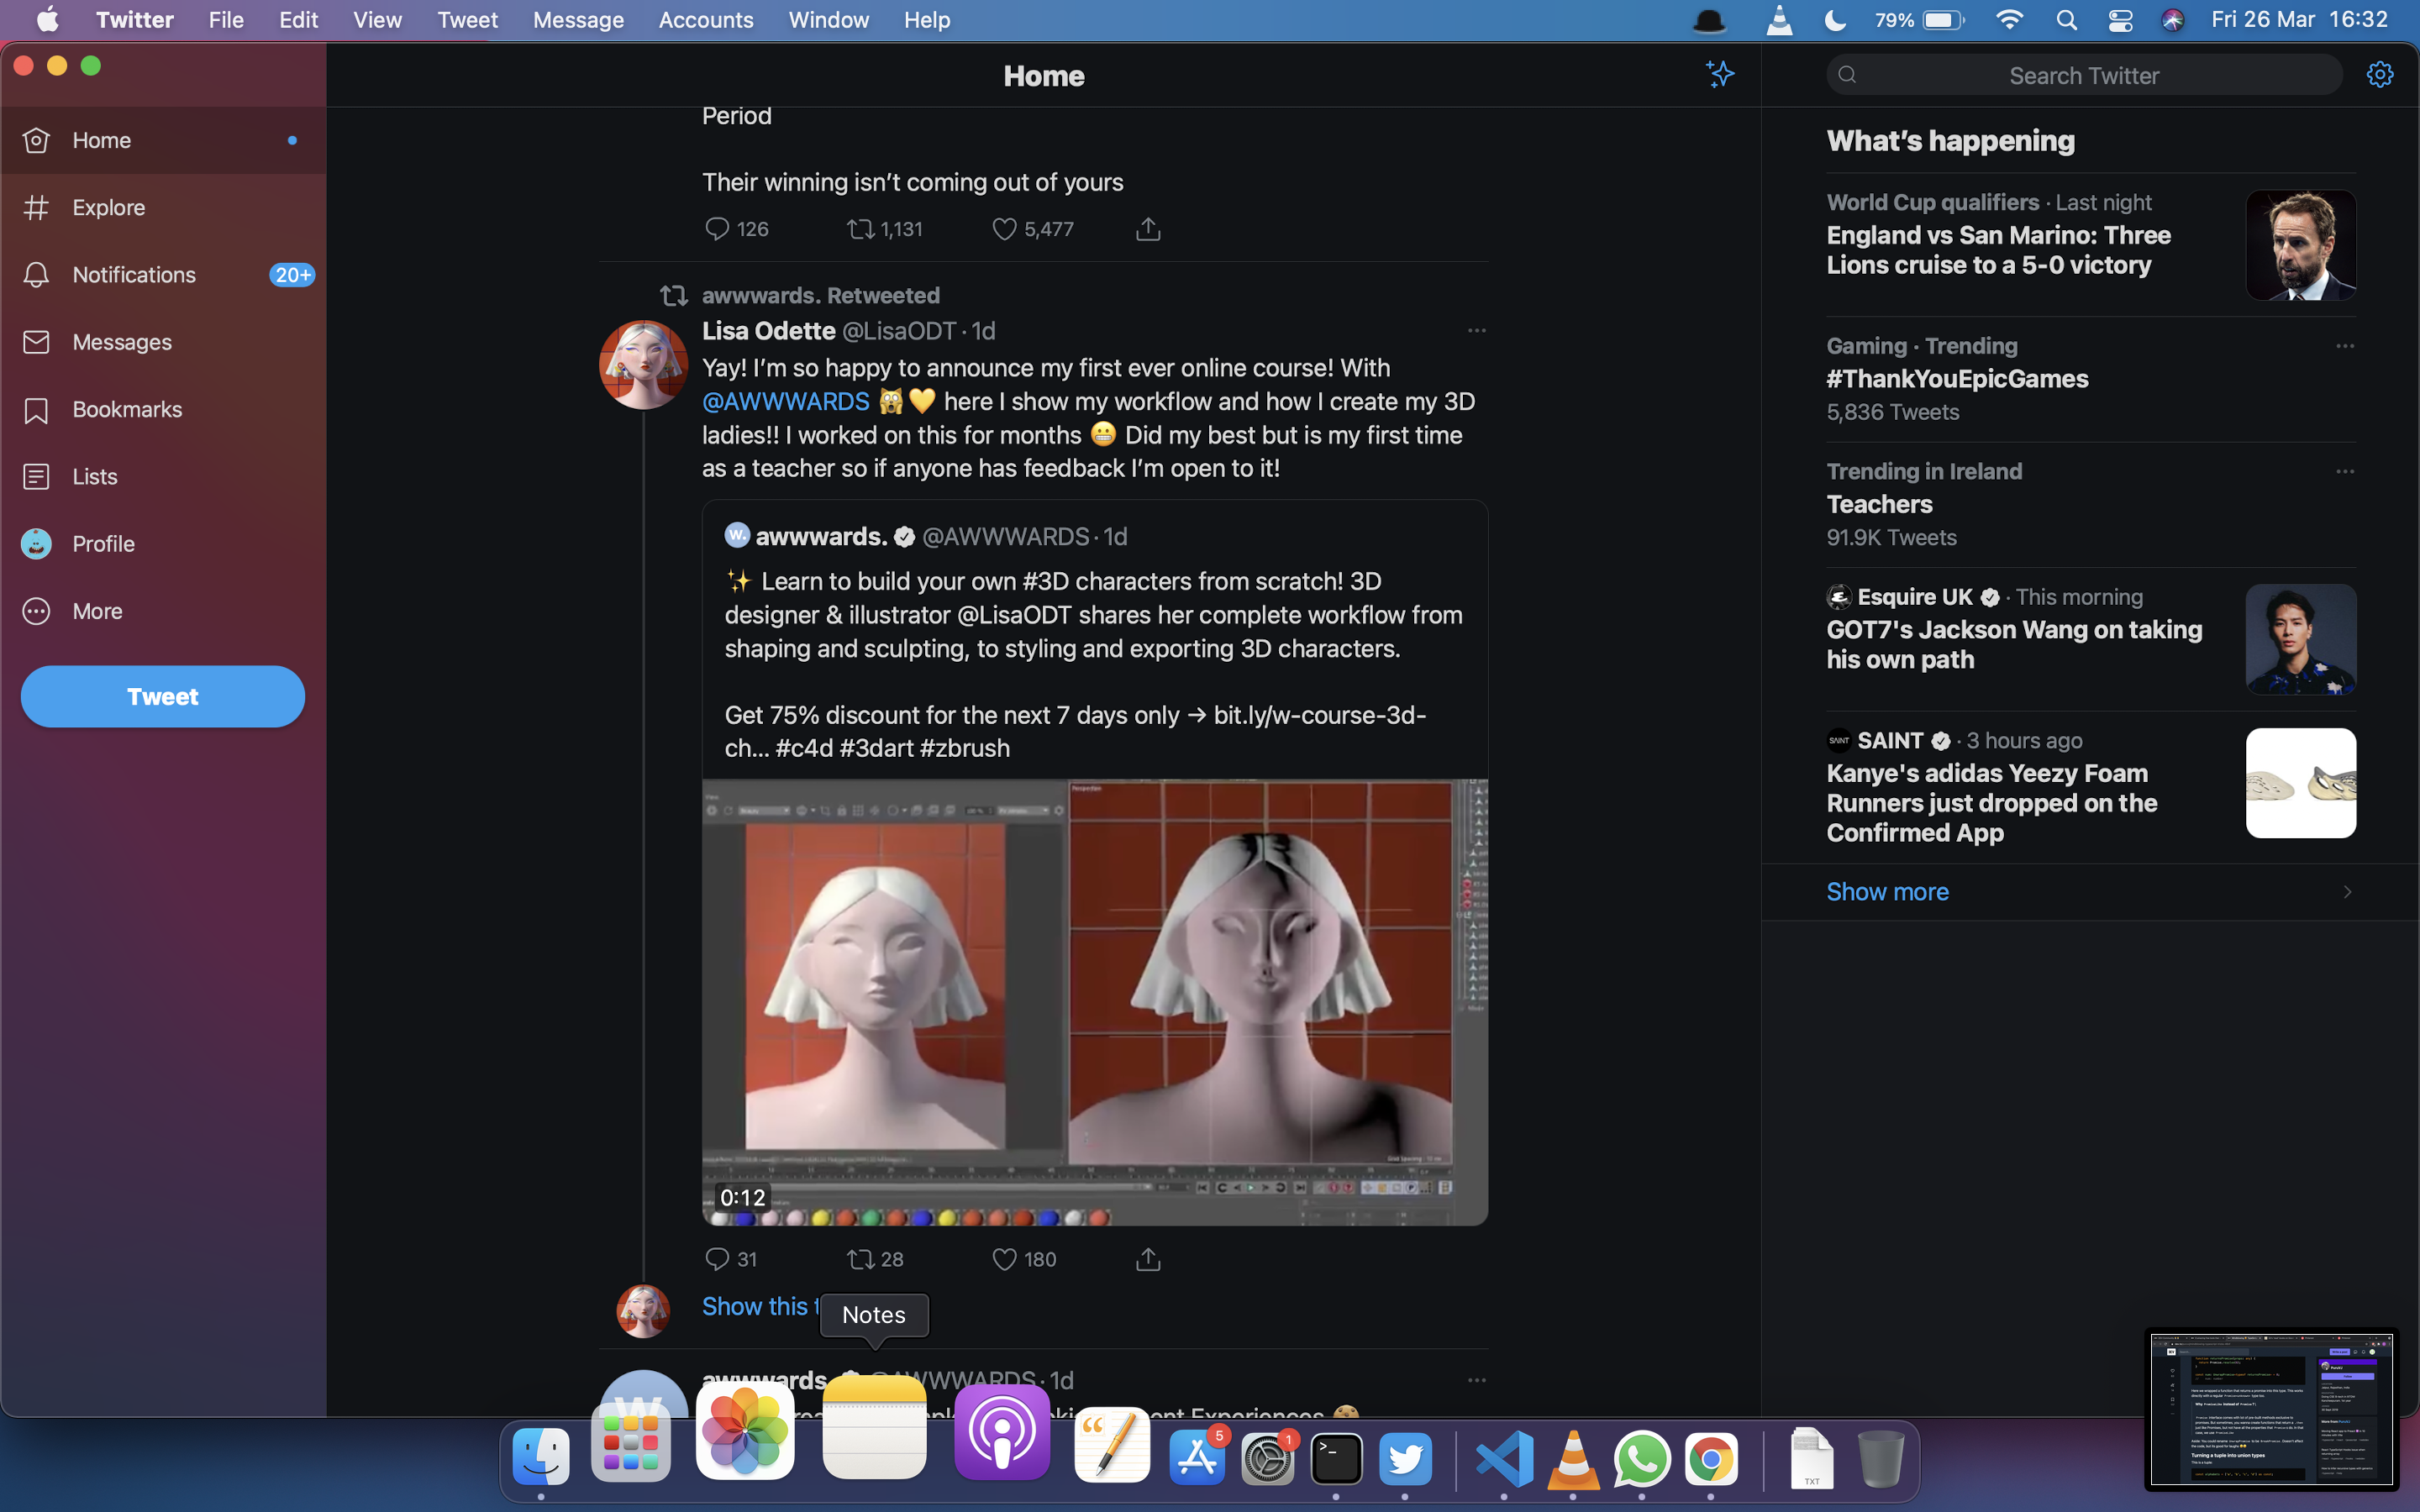 Twitter File Edit View Tweet Message Accounts Window Help
79% Fri 26 Mar 16:32
Home
Explore
Notifications 20+
Messages
Bookmarks
Lists
Profile
More
Tweet
Home
Period
Their winning isn’t coming out of yours
126 1,131 5,477
awwwards. Retweeted
Lisa Odette @LisaODT · 1d
Yay! I’m so happy to announce my first ever online course! With
@AWWWARDS 🙀💛 here I show my workflow and how I create my 3D
ladies!! I worked on this for months 😬 Did my best but is my first time
as a teacher so if anyone has feedback I’m open to it!
w. awwwards. @AWWWARDS · 1d
✨ Learn to build your own #3D characters from scratch! 3D
designer & illustrator @LisaODT shares her complete workflow from
shaping and sculpting, to styling and exporting 3D characters.
Get 75% discount for the next 7 days only → bit.ly/w-course-3d-
ch… #c4d #3dart #zbrush
Perspective
0:12
31 28 180
Show this
Notes
awwwards. @AWWWARDS · 1d
Search Twitter
What’s happening
World Cup qualifiers · Last night
England vs San Marino: Three
Lions cruise to a 5-0 victory
Gaming · Trending
#ThankYouEpicGames
5,836 Tweets
Trending in Ireland
Teachers
91.9K Tweets
Esquire UK · This morning
GOT7's Jackson Wang on taking
his own path
SAINT SAINT · 3 hours ago
Kanye's adidas Yeezy Foam
Runners just dropped on the
Confirmed App
Show more
5 1
TXT
Turning a tuple into union types